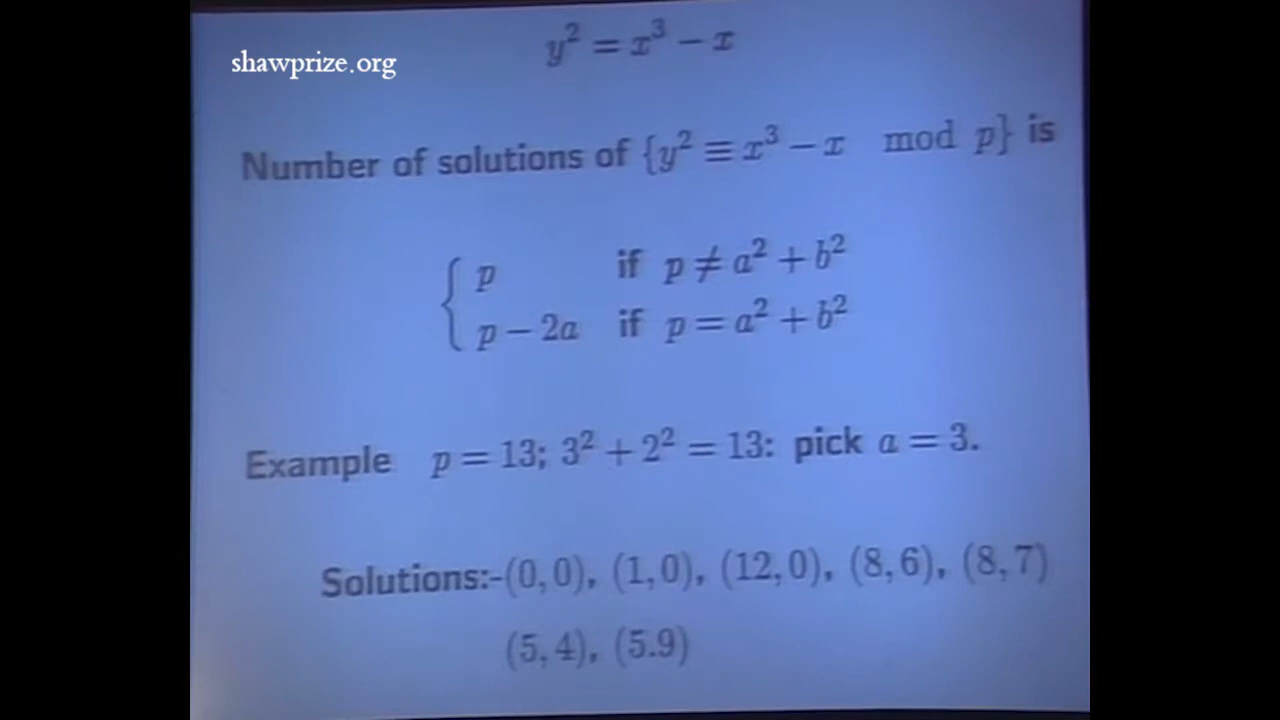 y² = x³ − x
shawprize.org
Number of solutions of {y² ≡ x³ − x mod p} is
{ p if p ≠ a² + b²
p − 2a if p = a² + b²
Example p = 13; 3² + 2² = 13: pick a = 3.
Solutions:-(0, 0), (1, 0), (12, 0), (8, 6), (8, 7)
(5, 4), (5.9)